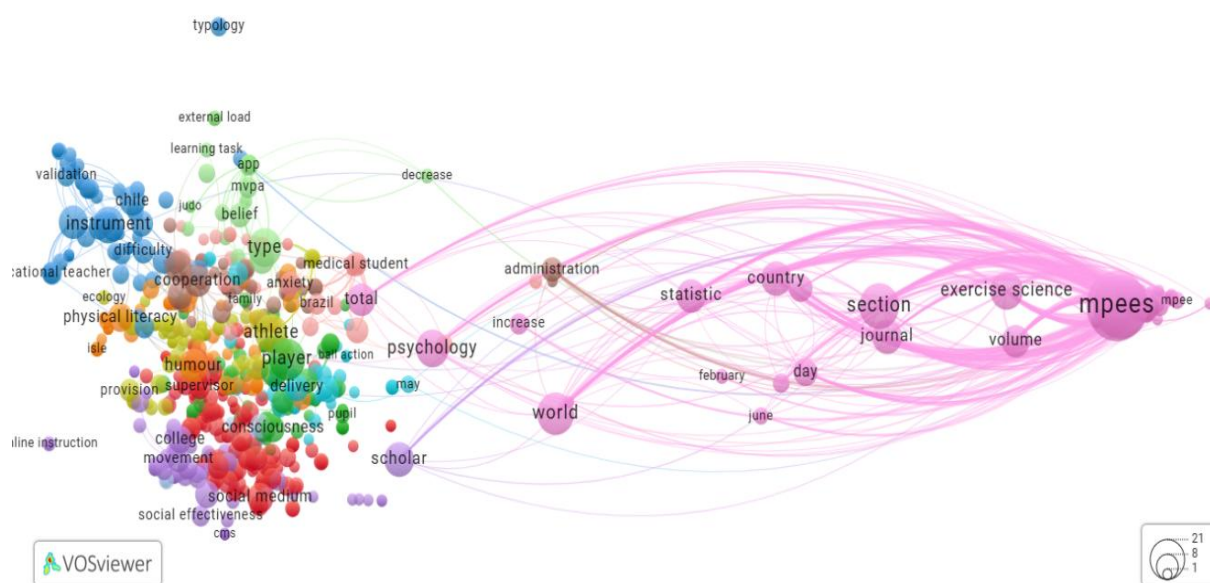 typology
external load
learning task
app
decrease
validation
mvpa
chile
judo
belief
instrument
difficulty
type
medical student
cational teacher
cooperation
anxiety
administration
country
exercise science
ecology
family
brazil
total
statistic
section
mpees
mpee
physical literacy
athlete
increase
journal
volume
isle
player
ball action
psychology
humour
supervisor
delivery
may
february
day
provision
pupil
world
june
consciousness
nline instruction
college
movement
scholar
social medium
social effectiveness
cms
VOSviewer
21
8
1